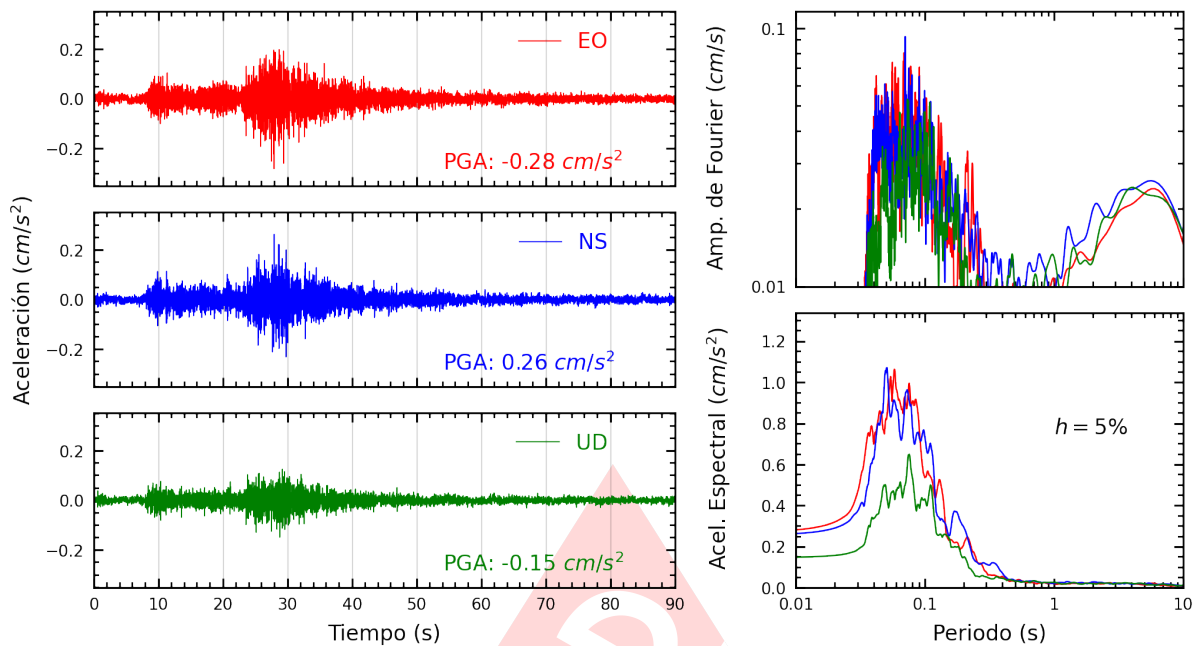 Aceleración (cm/s²)
0.2
0.0
−0.2
EO
PGA: -0.28 cm/s²
0.2
0.0
−0.2
NS
PGA: 0.26 cm/s²
0.2
0.0
−0.2
UD
PGA: -0.15 cm/s²
0 10 20 30 40 50 60 70 80 90
Tiempo (s)
Amp. de Fourier (cm/s)
0.1
0.01
Acel. Espectral (cm/s²)
1.2
1.0
0.8
0.6
0.4
0.2
0.0
h = 5%
0.01 0.1 1 10
Periodo (s)